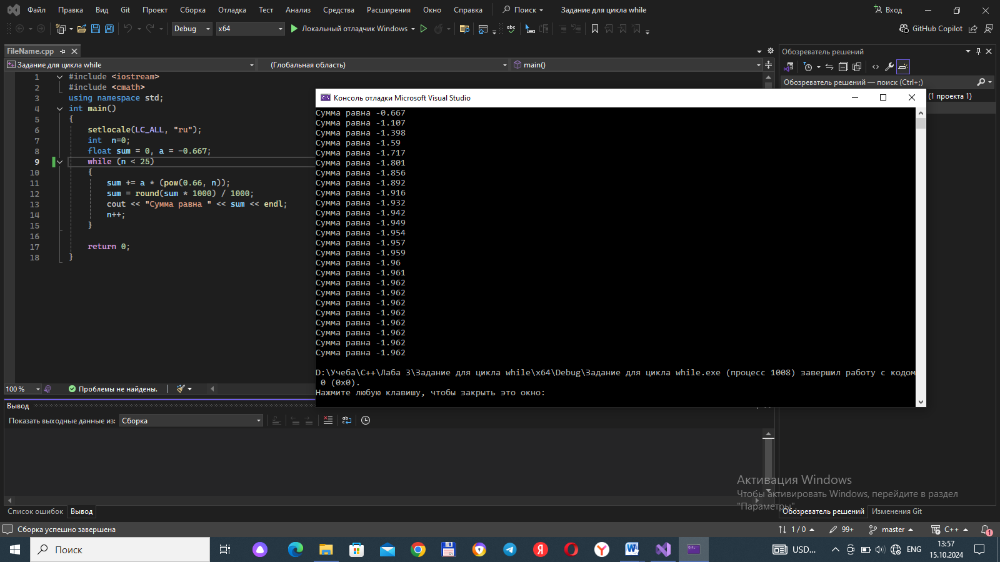 Файл Правка Вид Git Проект Сборка Отладка Тест Анализ Средства Расширения Окно Справка Поиск Задание для цикла while Вход
Debug x64 Локальный отладчик Windows GitHub Copilot
FileName.cpp
Задание для цикла while (Глобальная область) main()
1 #include <iostream>
2 #include <cmath>
3 using namespace std;
4 int main()
5 {
6 setlocale(LC_ALL, "ru");
7 int n=0;
8 float sum = 0, a = -0.667;
9 while (n < 25)
10 {
11 sum += a * (pow(0.66, n));
12 sum = round(sum * 1000) / 1000;
13 cout << "Сумма равна " << sum << endl;
14 n++;
15 }
16
17 return 0;
18 }
100 % Проблемы не найдены.
Консоль отладки Microsoft Visual Studio
Сумма равна -0.667
Сумма равна -1.107
Сумма равна -1.398
Сумма равна -1.59
Сумма равна -1.717
Сумма равна -1.801
Сумма равна -1.856
Сумма равна -1.892
Сумма равна -1.916
Сумма равна -1.932
Сумма равна -1.942
Сумма равна -1.949
Сумма равна -1.954
Сумма равна -1.957
Сумма равна -1.959
Сумма равна -1.96
Сумма равна -1.961
Сумма равна -1.962
Сумма равна -1.962
Сумма равна -1.962
Сумма равна -1.962
Сумма равна -1.962
Сумма равна -1.962
Сумма равна -1.962
Сумма равна -1.962
D:\Учеба\C++\Лаба 3\Задание для цикла while\x64\Debug\Задание для цикла while.exe (процесс 1008) завершил работу с кодом
0 (0x0).
Нажмите любую клавишу, чтобы закрыть это окно:
Обозреватель решений
Обозреватель решений — поиск (Ctrl+;)
(1 проекта 1)
Вывод
Показать выходные данные из: Сборка
Активация Windows
Чтобы активировать Windows, перейдите в раздел
"Параметры".
Список ошибок Вывод
Обозреватель решений Изменения Git
Сборка успешно завершена 1 / 0 99+ master C++ 1
Поиск USD... ENG 13:57
15.10.2024